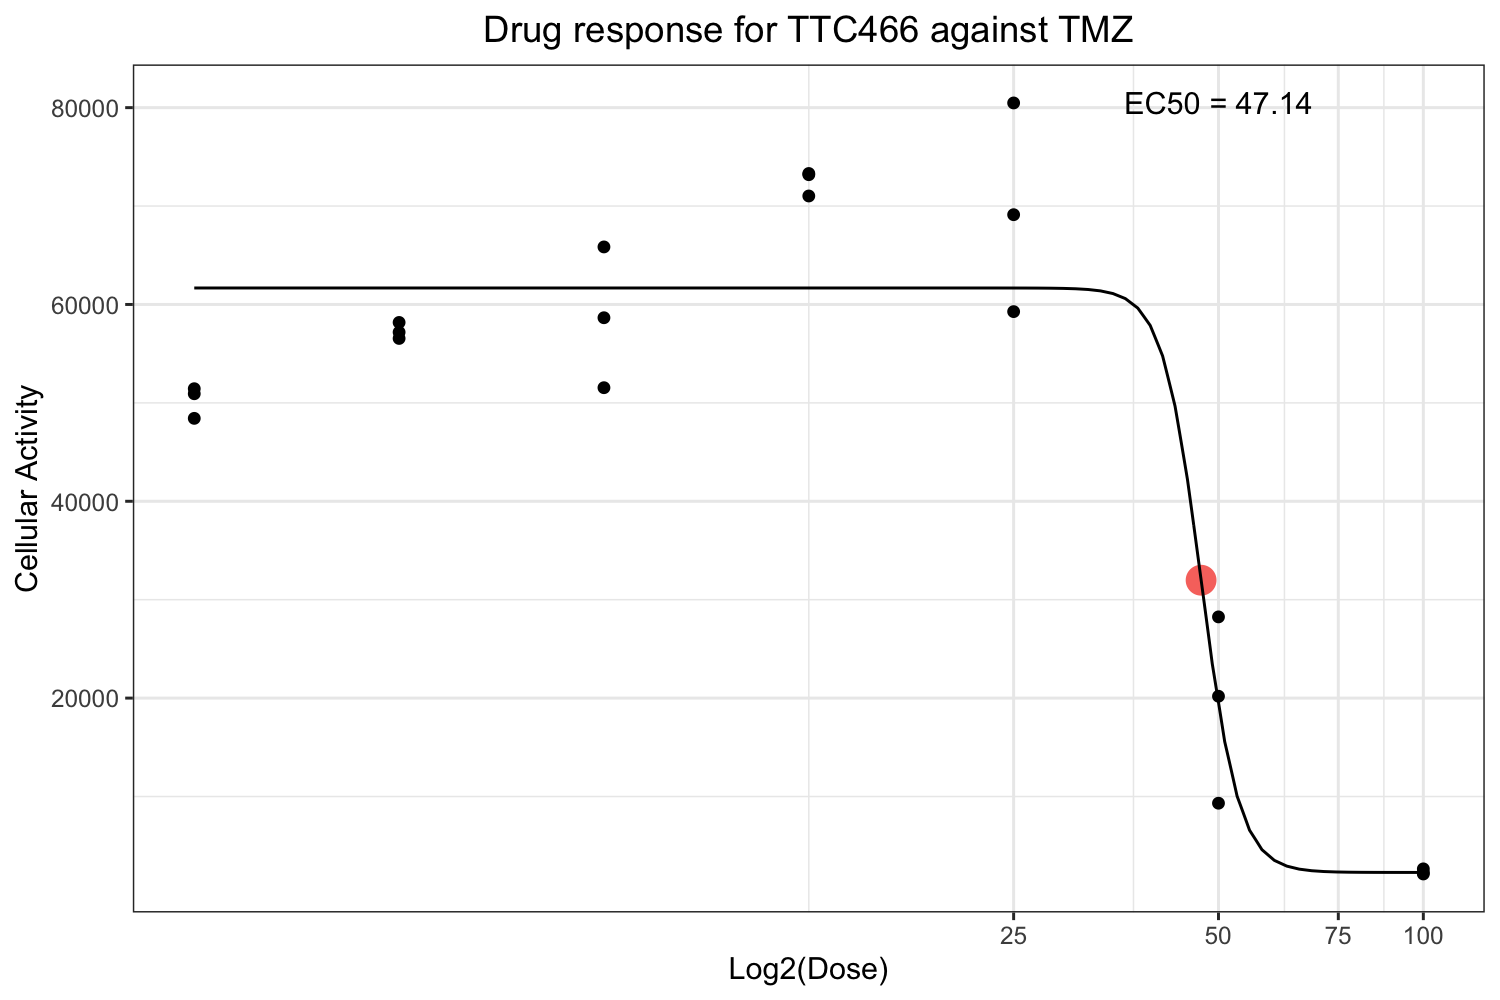 Drug response for TTC466 against TMZ
EC50 = 47.14
80000
60000
40000
20000
Cellular Activity
25 50 75 100
Log2(Dose)